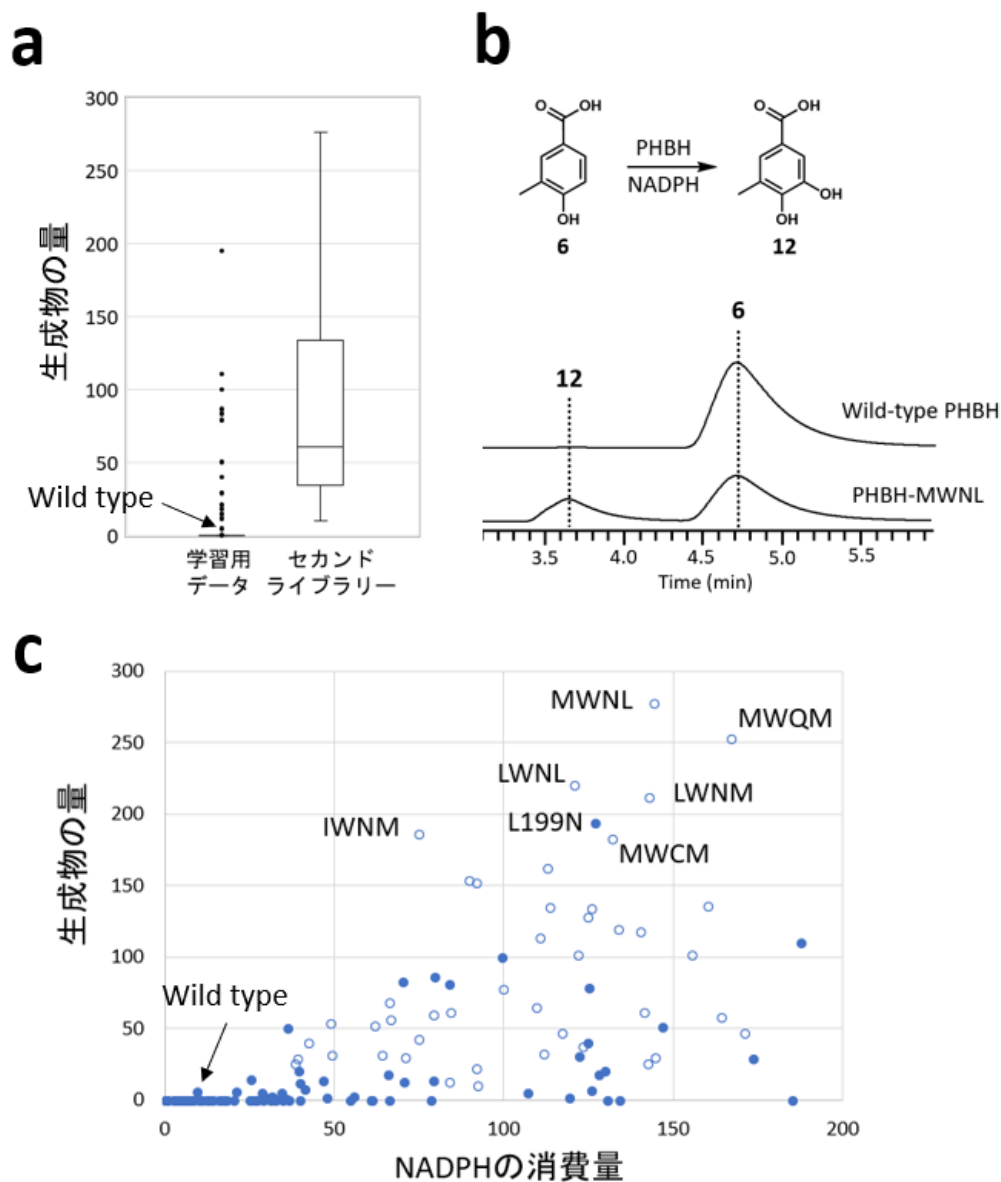 a
300
250
200
150
100
50
0
生成物の量
Wild type
学習用
データ
セカンド
ライブラリー
b
O
OH
OH
6
PHBH
NADPH
O
OH
OH
OH
12
6
12
Wild-type PHBH
PHBH-MWNL
3.5 4.0 4.5 5.0 5.5
Time (min)
c
300
250
200
150
100
50
0
生成物の量
MWNL
MWQM
LWNL
LWNM
L199N
IWNM
MWCM
Wild type
0 50 100 150 200
NADPHの消費量